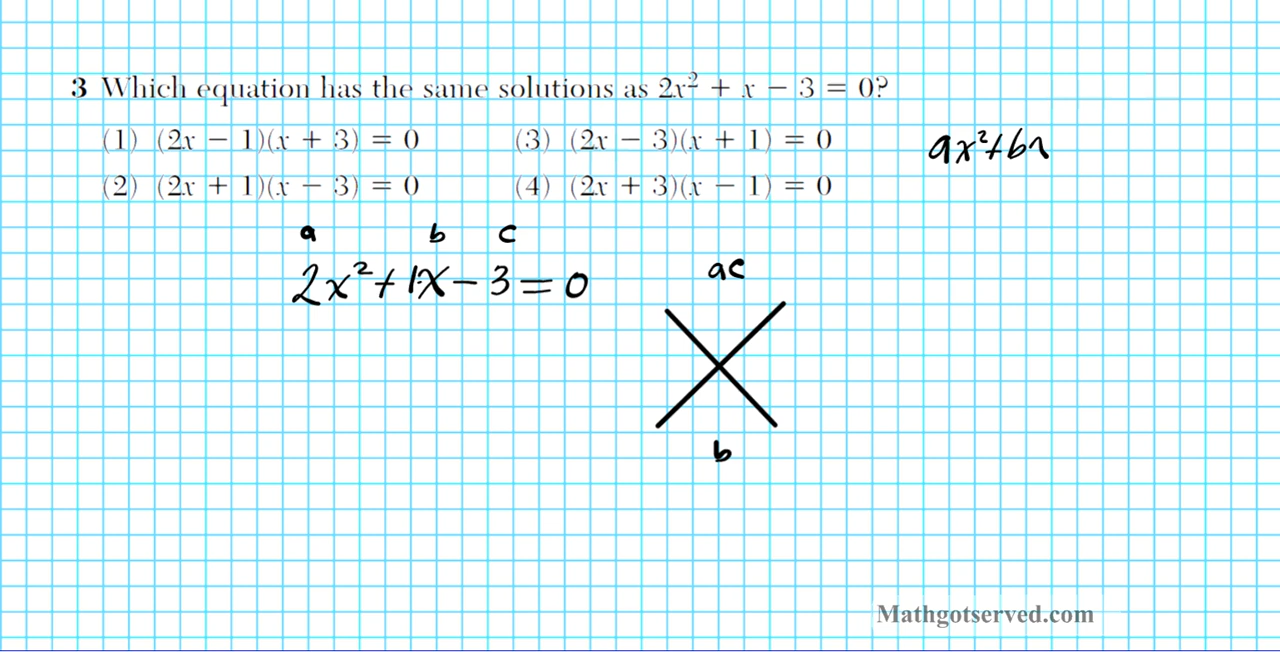 3 Which equation has the same solutions as 2x² + x − 3 = 0?
(1) (2x − 1)(x + 3) = 0 (3) (2x − 3)(x + 1) = 0
(2) (2x + 1)(x − 3) = 0 (4) (2x + 3)(x − 1) = 0
ax²+b
a b c
2x²+1x−3=0
ac
b
Mathgotserved.com